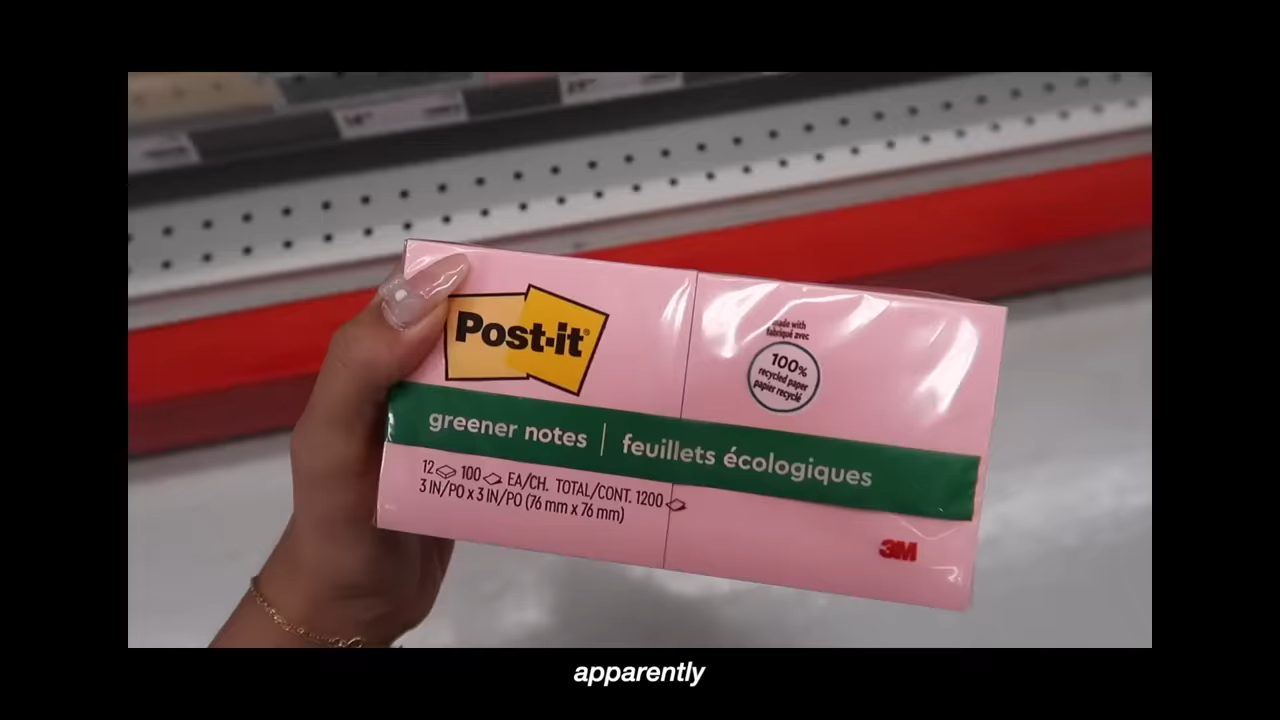 Post-it
made with
fabriqué avec
100%
recycled paper
papier recyclé
greener notes | feuillets écologiques
12 100 EA/CH. TOTAL/CONT. 1200
3 IN/PO x 3 IN/PO (76 mm x 76 mm)
3M
apparently